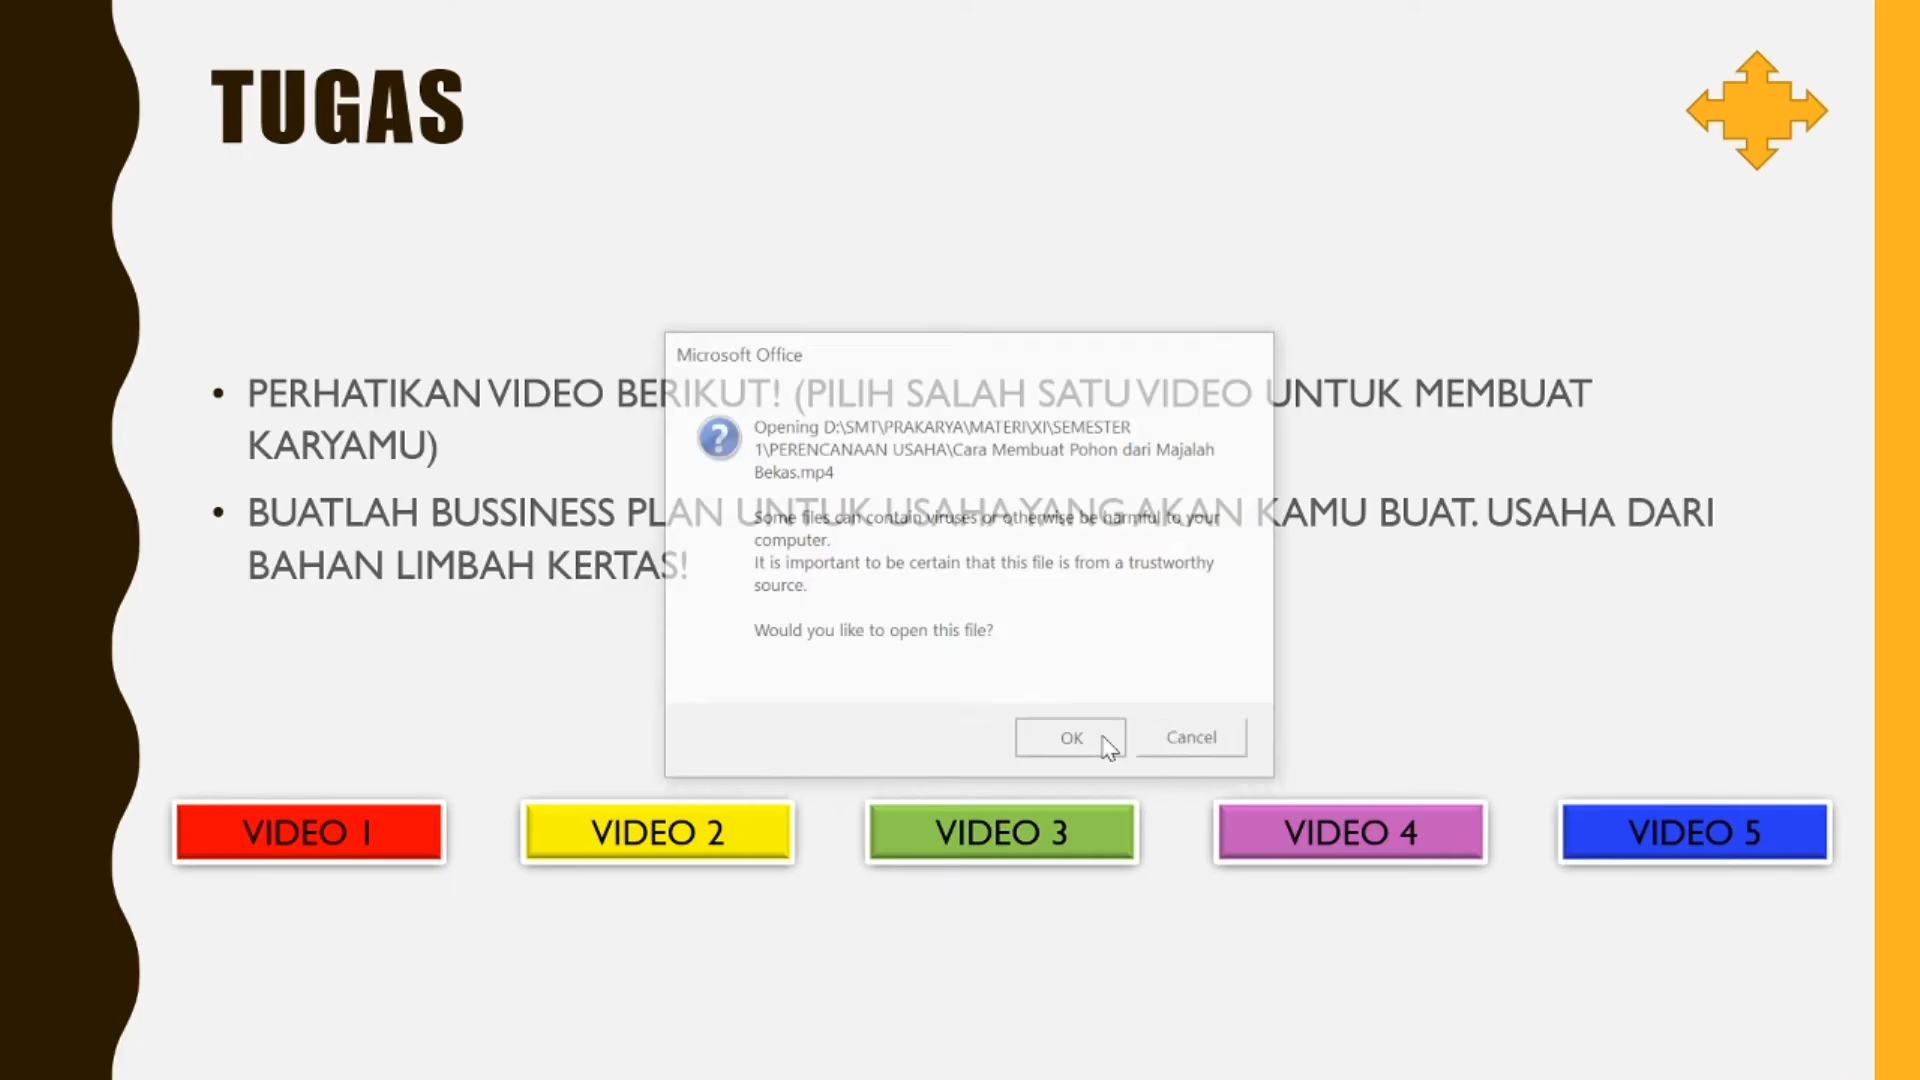 TUGAS
• PERHATIKAN VIDEO BERIKUT! (PILIH SALAH SATU VIDEO UNTUK MEMBUAT
KARYAMU)
• BUATLAH BUSSINESS PLAN UNTUK USAHA YANG AKAN KAMU BUAT. USAHA DARI
BAHAN LIMBAH KERTAS!
Microsoft Office
Opening D:\SMT\PRAKARYA\MATERI\XI\SEMESTER
1\PERENCANAAN USAHA\Cara Membuat Pohon dari Majalah
Bekas.mp4
Some files can contain viruses or otherwise be harmful to your
computer.
It is important to be certain that this file is from a trustworthy
source.
Would you like to open this file?
OK Cancel
VIDEO 1 VIDEO 2 VIDEO 3 VIDEO 4 VIDEO 5